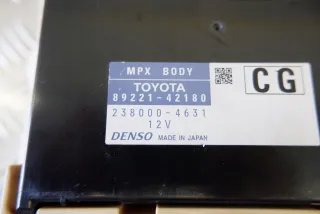 MPX BODY
TOYOTA
89221-42180
CG
238000-4631
12V
DENSO MADE IN JAPAN